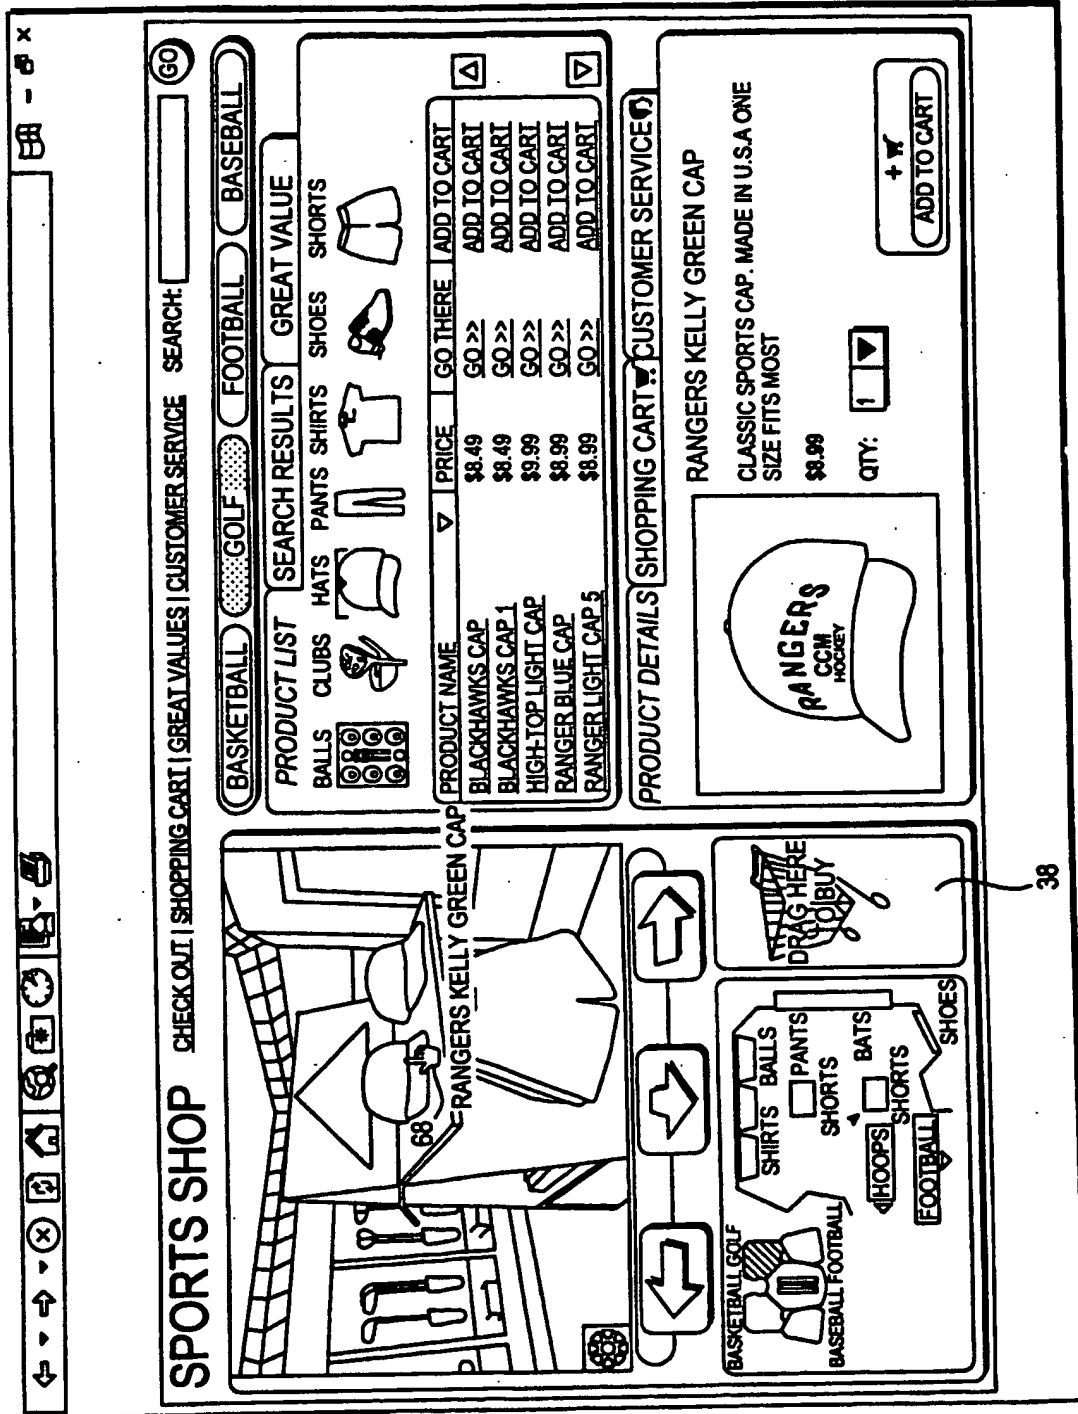 SPORTS SHOP
CHECK OUT | SHOPPING CART | GREAT VALUES | CUSTOMER SERVICE SEARCH: GO
BASKETBALL GOLF FOOTBALL BASEBALL
PRODUCT LIST SEARCH RESULTS GREAT VALUE
BALLS CLUBS HATS PANTS SHIRTS SHOES SHORTS
PRODUCT NAME PRICE GO THERE ADD TO CART
BLACKHAWKS CAP $8.49 GO >> ADD TO CART
BLACKHAWKS CAP 1 $8.49 GO >> ADD TO CART
HIGH-TOP LIGHT CAP $9.99 GO >> ADD TO CART
RANGER BLUE CAP $8.99 GO >> ADD TO CART
RANGER LIGHT CAP 5 $8.99 GO >> ADD TO CART
68
RANGERS KELLY GREEN CAP
PRODUCT DETAILS SHOPPING CART CUSTOMER SERVICE
RANGERS KELLY GREEN CAP
CLASSIC SPORTS CAP. MADE IN U.S.A ONE
SIZE FITS MOST
$8.99
QTY: 1
+
ADD TO CART
RANGERS
CCM
HOCKEY
BASKETBALL GOLF
BASEBALL FOOTBALL
SHIRTS BALLS
PANTS
SHORTS
BATS
HOOPS SHORTS
FOOTBALL SHOES
DRAG HERE
TO BUY
38